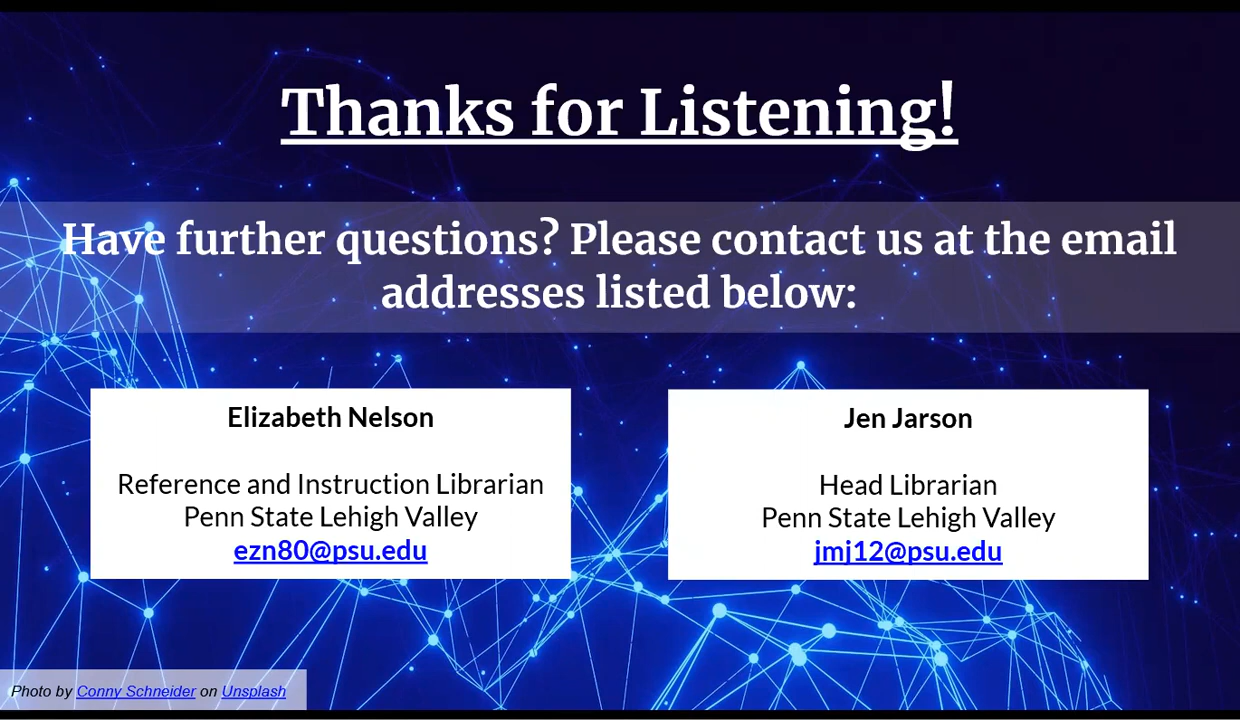 Thanks for Listening!
Have further questions? Please contact us at the email
addresses listed below:
Elizabeth Nelson
Reference and Instruction Librarian
Penn State Lehigh Valley
ezn80@psu.edu
Jen Jarson
Head Librarian
Penn State Lehigh Valley
jmj12@psu.edu
Photo by Conny Schneider on Unsplash